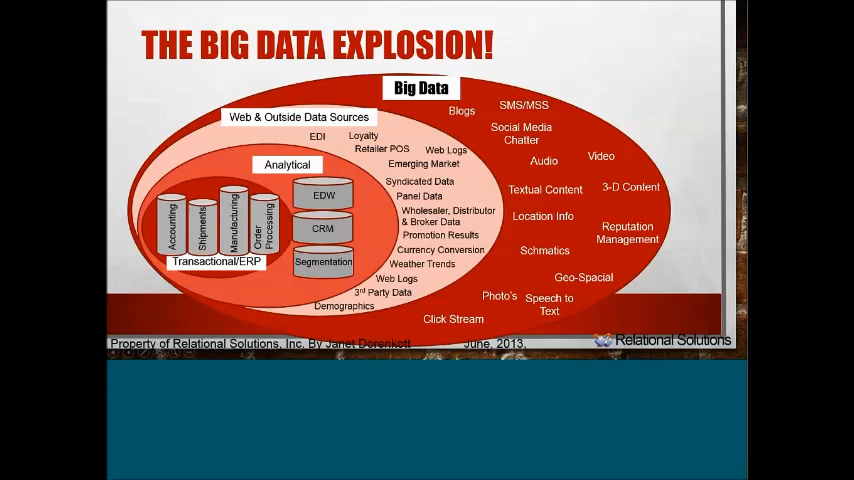 THE BIG DATA EXPLOSION!
Big Data
Blogs
SMS/MSS
Web & Outside Data Sources
Social Media
Chatter
EDI
Loyalty
Retailer POS
Web Logs
Audio
Video
Analytical
Emerging Market
Syndicated Data
Textual Content
3-D Content
EDW
Panel Data
Wholesaler, Distributor
& Broker Data
Location Info
Accounting
Shipments
Manufacturing
Order
Processing
CRM
Promotion Results
Reputation
Management
Currency Conversion
Schmatics
Transactional/ERP
Segmentation
Weather Trends
Web Logs
Geo-Spacial
3rd Party Data
Photo's
Speech to
Text
Demographics
Click Stream
Property of Relational Solutions, Inc. By Janet Dorenkott
June, 2013,
Relational Solutions